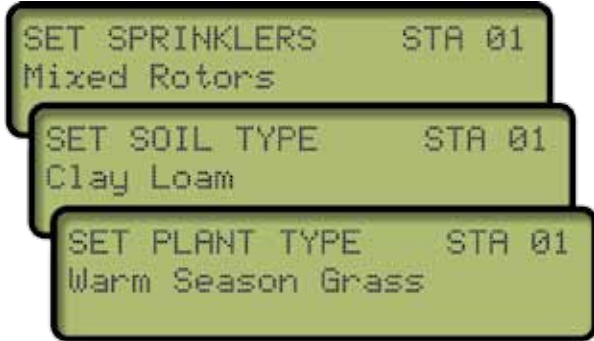 SET SPRINKLERS STA 01
Mixed Rotors
SET SOIL TYPE STA 01
Clay Loam
SET PLANT TYPE STA 01
Warm Season Grass